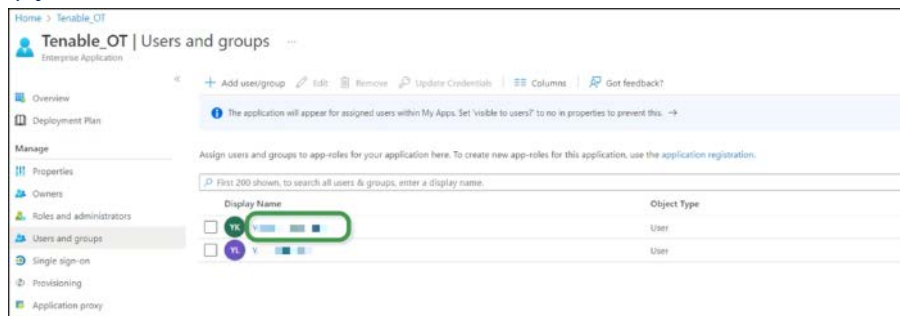 Home > Tenable_OT
Tenable_OT | Users and groups ...
Enterprise Application
«
+ Add user/group Edit Remove Update Credentials Columns Got feedback?
Overview
The application will appear for assigned users within My Apps. Set 'visible to users?' to no in properties to prevent this. →
Deployment Plan
Manage
Assign users and groups to app-roles for your application here. To create new app-roles for this application, use the application registration.
Properties
First 200 shown, to search all users & groups, enter a display name.
Owners
Display Name Object Type
Roles and administrators
YK User
Users and groups
YL User
Single sign-on
Provisioning
Application proxy